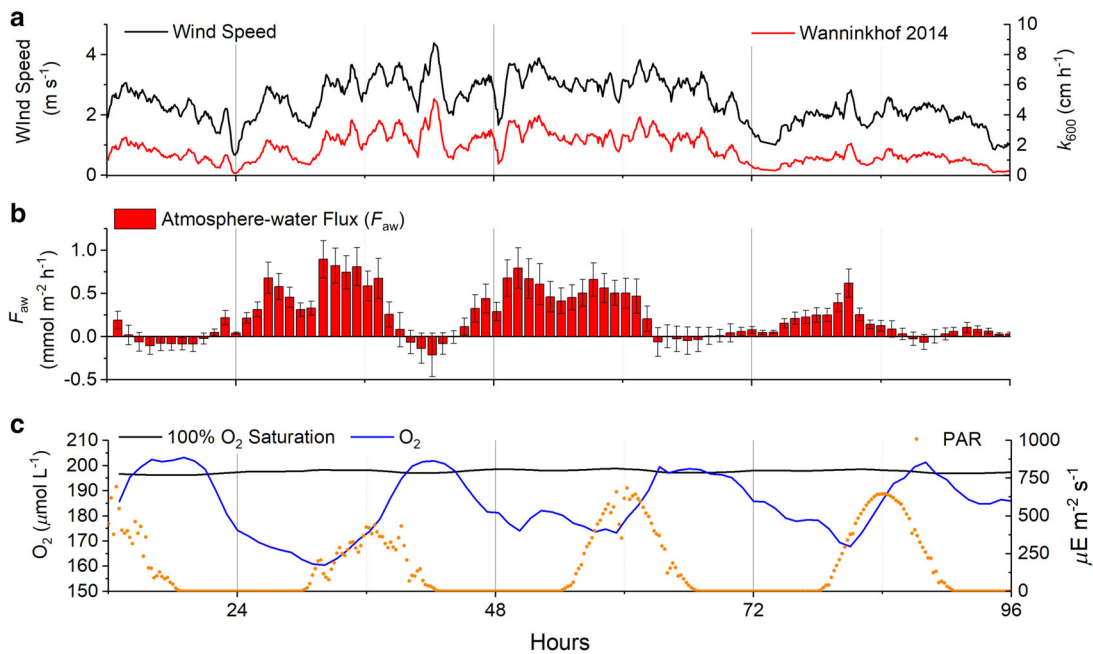 a
Wind Speed
Wanninkhof 2014
WInd Speed
(m s⁻¹)
4
2
0
10
8
6
4
2
0
k₆₀₀ (cm h⁻¹)
b
Atmosphere-water Flux (Fₐw)
Fₐw
(mmol m⁻² h⁻¹)
1.0
0.5
0.0
-0.5
c
100% O₂ Saturation
O₂
PAR
O₂ (μmol L⁻¹)
210
200
190
180
170
160
150
1000
750
500
250
0
μE m⁻² s⁻¹
24
48
72
96
Hours